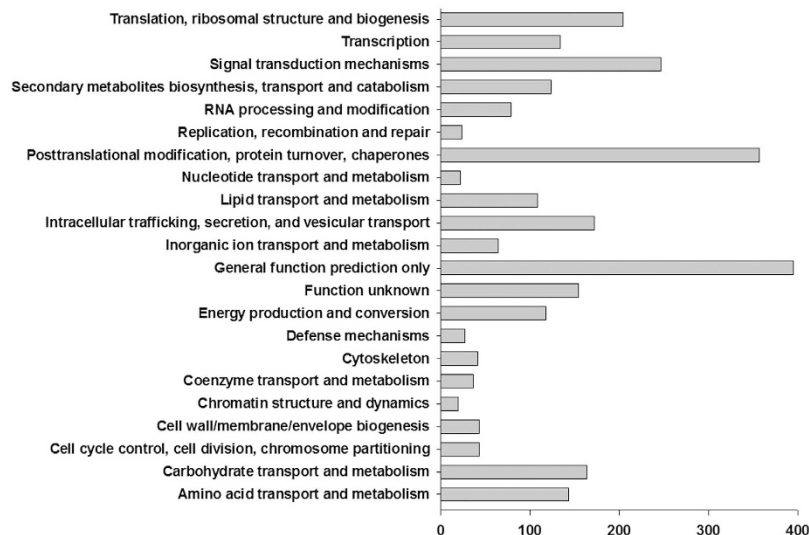 Translation, ribosomal structure and biogenesis
Transcription
Signal transduction mechanisms
Secondary metabolites biosynthesis, transport and catabolism
RNA processing and modification
Replication, recombination and repair
Posttranslational modification, protein turnover, chaperones
Nucleotide transport and metabolism
Lipid transport and metabolism
Intracellular trafficking, secretion, and vesicular transport
Inorganic ion transport and metabolism
General function prediction only
Function unknown
Energy production and conversion
Defense mechanisms
Cytoskeleton
Coenzyme transport and metabolism
Chromatin structure and dynamics
Cell wall/membrane/envelope biogenesis
Cell cycle control, cell division, chromosome partitioning
Carbohydrate transport and metabolism
Amino acid transport and metabolism
0 100 200 300 400